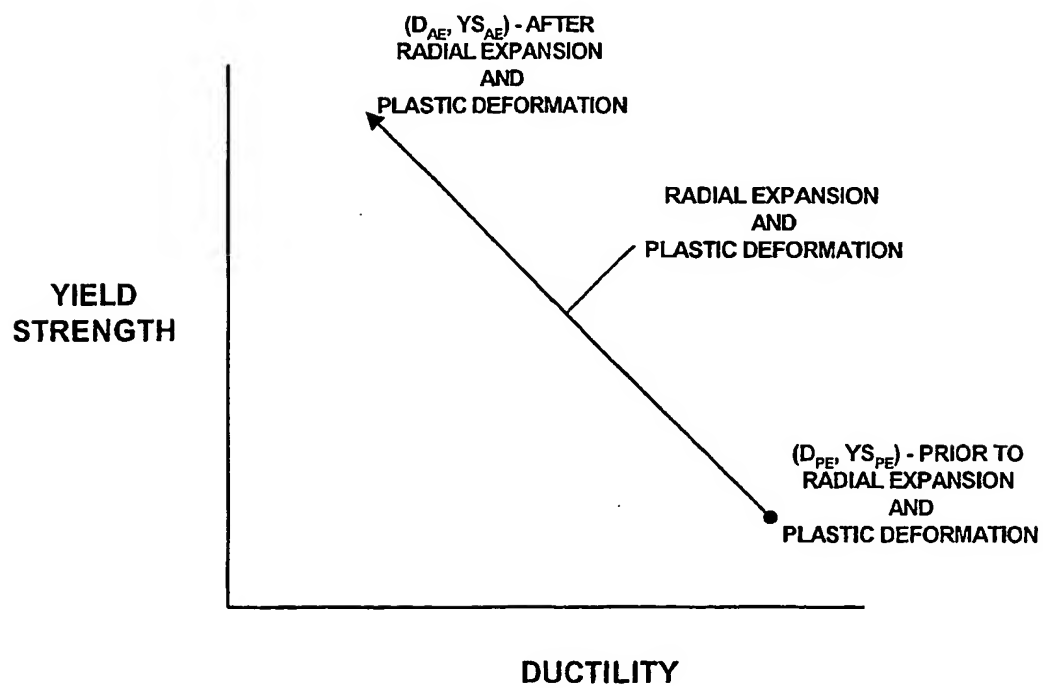 (D_AE, YS_AE) - AFTER
RADIAL EXPANSION
AND
PLASTIC DEFORMATION
RADIAL EXPANSION
AND
PLASTIC DEFORMATION
YIELD
STRENGTH
(D_PE, YS_PE) - PRIOR TO
RADIAL EXPANSION
AND
PLASTIC DEFORMATION
DUCTILITY